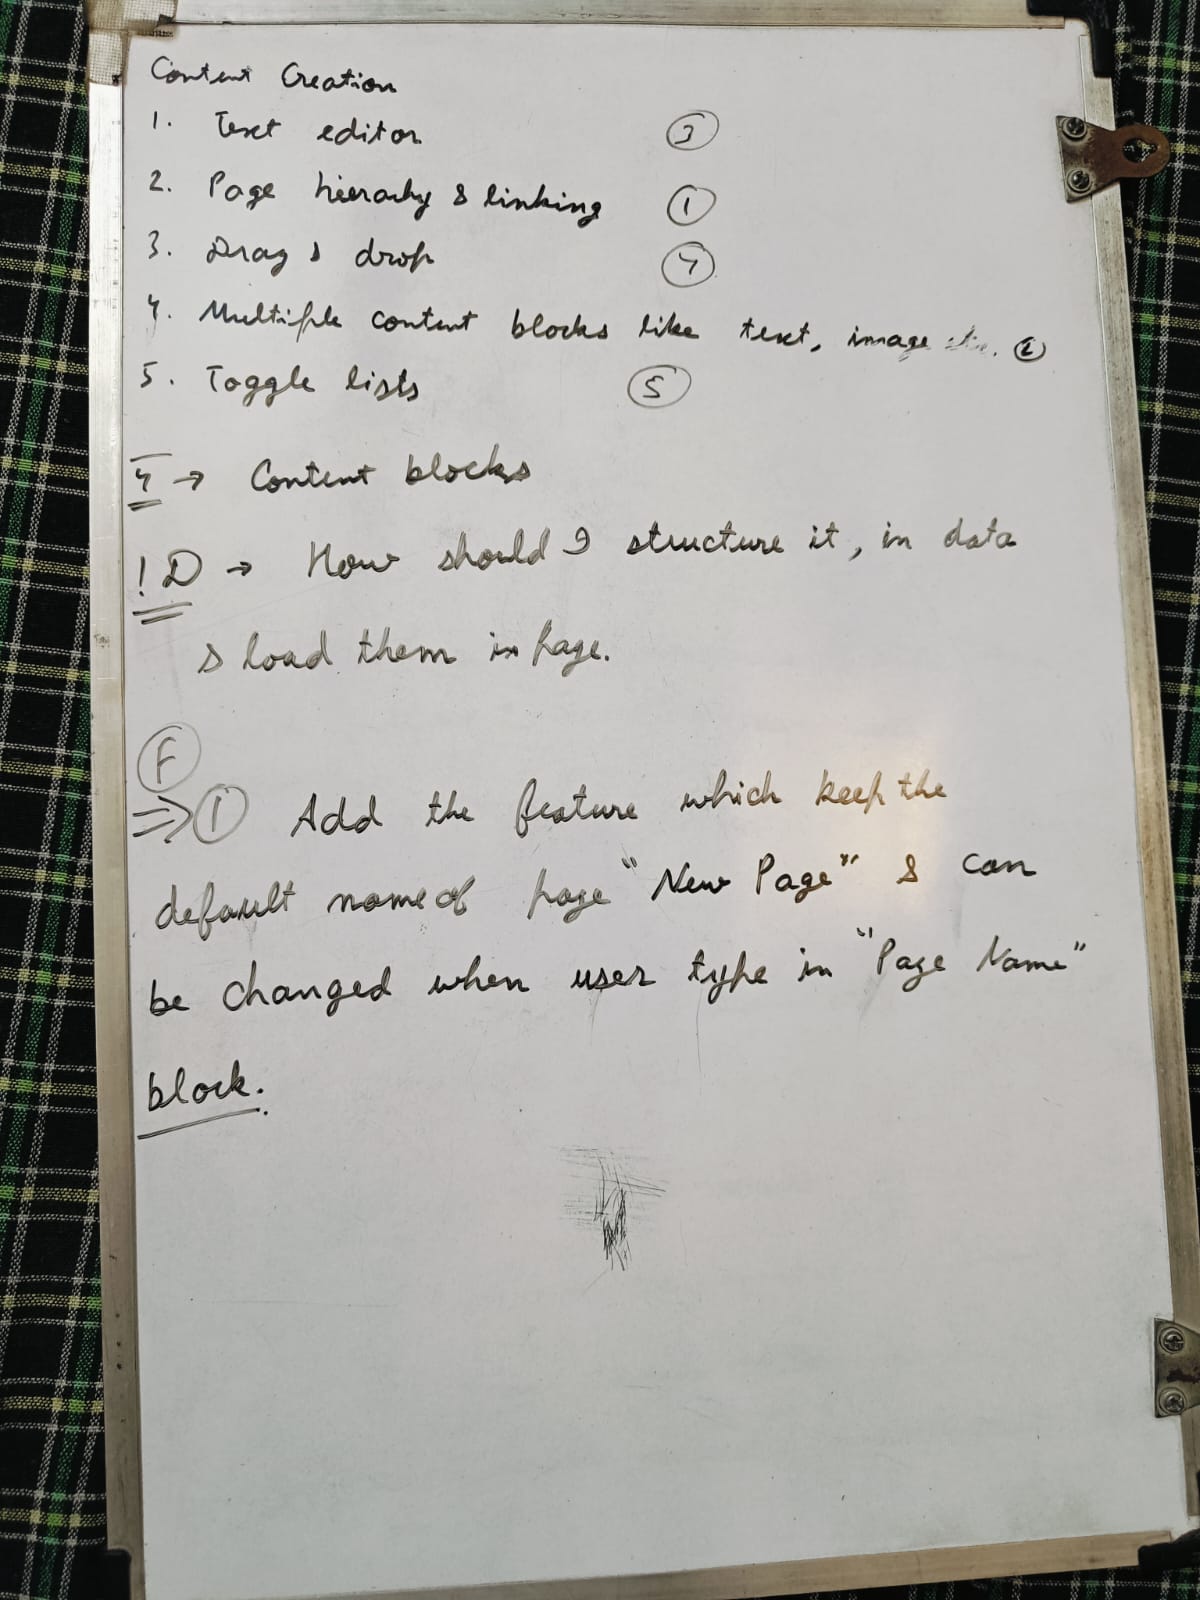 Content Creation
1. Text editor ③
2. Page hierarhy & linking ①
3. Drag & drop ④
4. Multiple content blocks like text, image ②
5. Toggle lists ⑤
4 → Content blocks
! D → How should I structure it, in data
& load them in page.
Ⓕ
⇒ ① Add the feature which keep the
default name of page "New Page" & can
be changed when user type in "Page Name"
block.